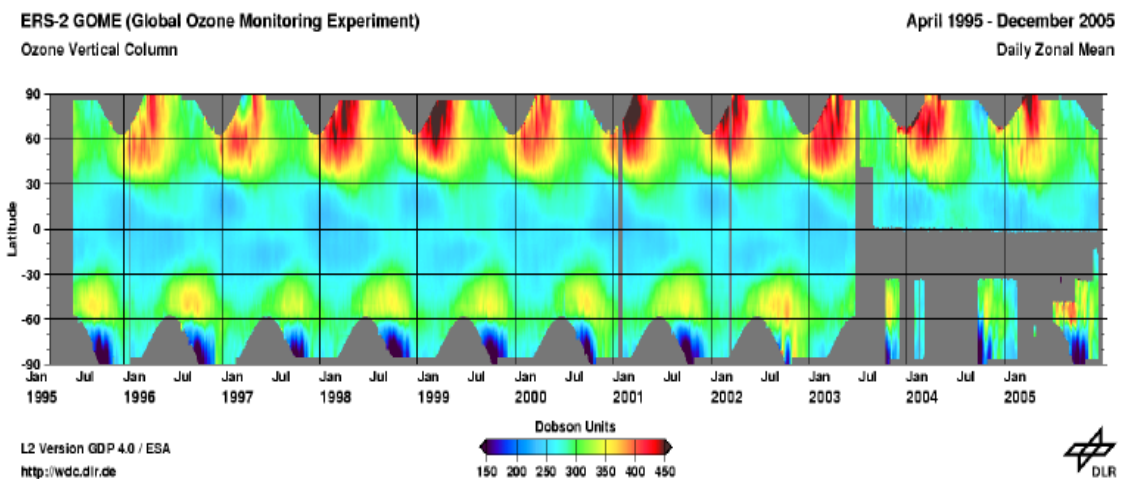 ERS-2 GOME (Global Ozone Monitoring Experiment)
April 1995 - December 2005
Ozone Vertical Column
Daily Zonal Mean
90
60
30
0
-30
-60
-90
Latitude
Jan Jul Jan Jul Jan Jul Jan Jul Jan Jul Jan Jul Jan Jul Jan Jul Jan Jul Jan Jul Jan
1995 1996 1997 1998 1999 2000 2001 2002 2003 2004 2005
Dobson Units
150 200 250 300 350 400 450
L2 Version GDP 4.0 / ESA
http://wdc.dlr.de
DLR